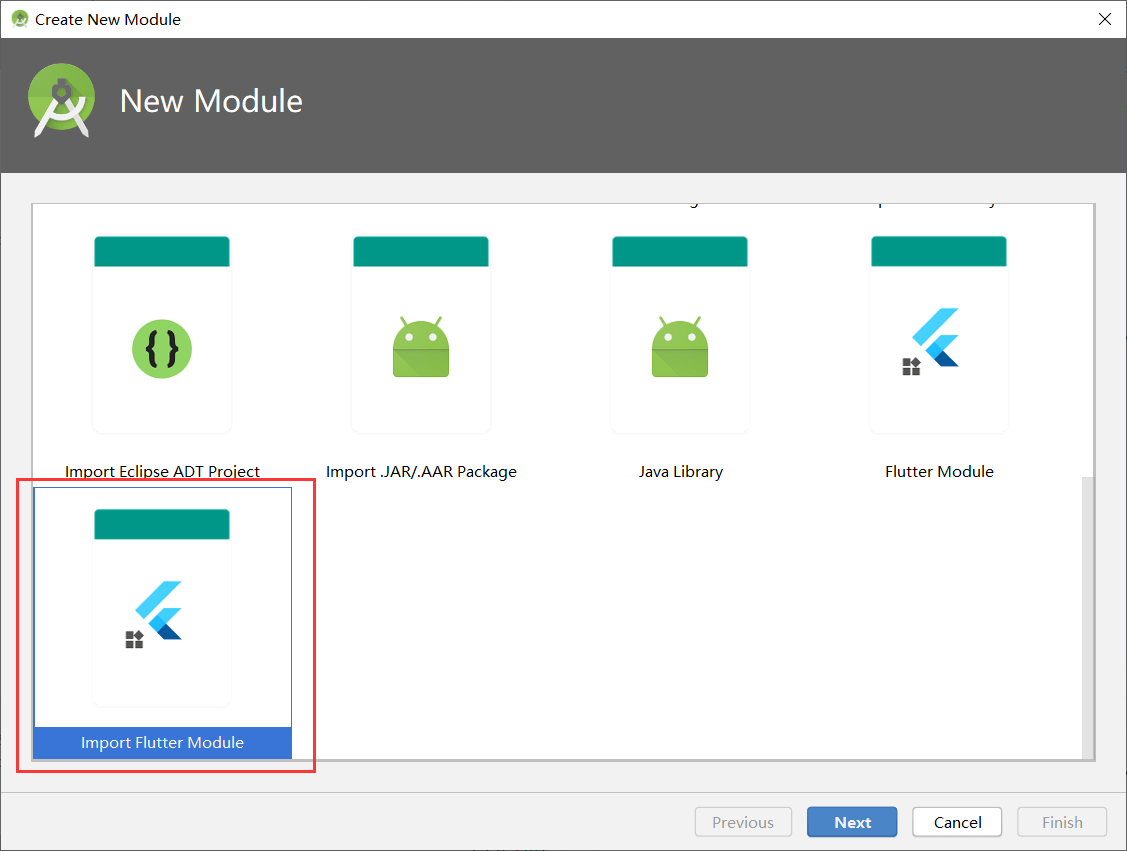 Create New Module
New Module
Import Eclipse ADT Project
Import .JAR/.AAR Package
Java Library
Flutter Module
Import Flutter Module
Previous
Next
Cancel
Finish